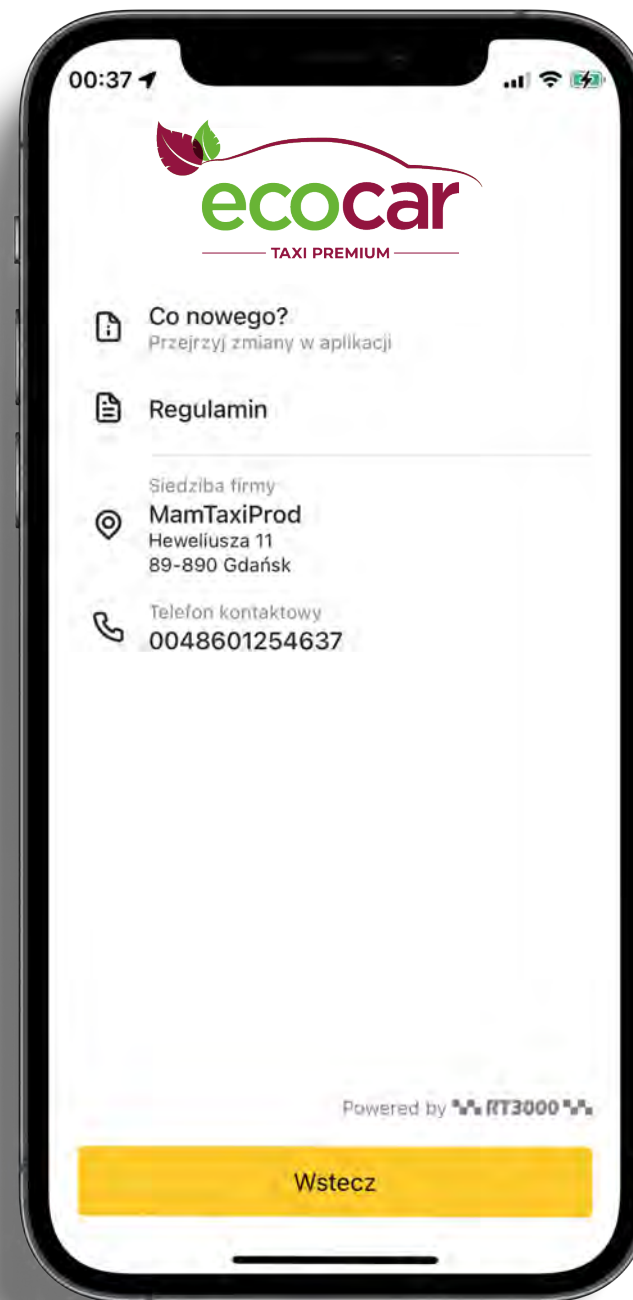 00:37
ecocar
TAXI PREMIUM
Co nowego?
Przejrzyj zmiany w aplikacji
Regulamin
Siedziba firmy
MamTaxiProd
Heweliusza 11
89-890 Gdańsk
Telefon kontaktowy
0048601254637
Powered by RT3000
Wstecz